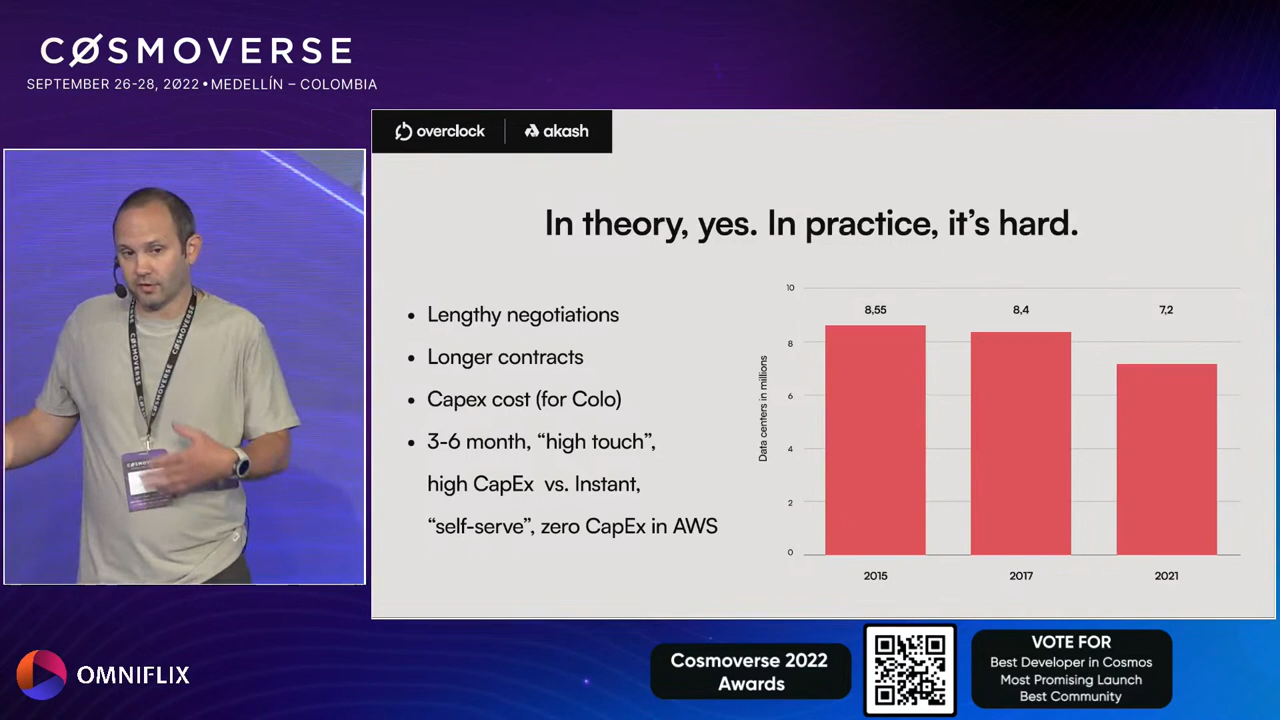 CØSMOVERSE
SEPTEMBER 26-28, 2Ø22 • MEDELLÍN – COLOMBIA
overclock | akash
In theory, yes. In practice, it's hard.
• Lengthy negotiations
• Longer contracts
• Capex cost (for Colo)
• 3-6 month, “high touch”,
high CapEx vs. Instant,
“self-serve”, zero CapEx in AWS
Data centers in millions
10
8
6
4
2
0
8,55
8,4
7,2
2015
2017
2021
COSMOVERSE
OMNIFLIX
Cosmoverse 2022
Awards
VOTE FOR
Best Developer in Cosmos
Most Promising Launch
Best Community